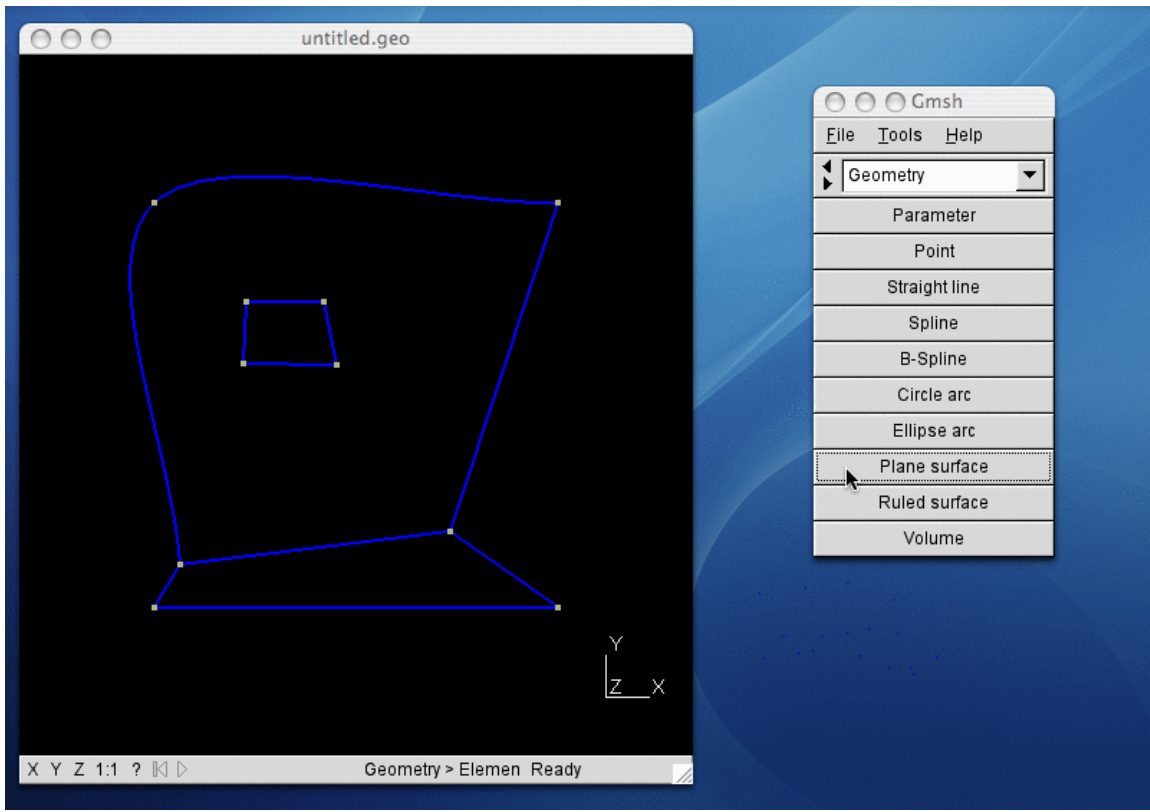 untitled.geo
Y
Z X
X Y Z 1:1 ? Geometry > Elemen Ready
Gmsh
File Tools Help
Geometry
Parameter
Point
Straight line
Spline
B-Spline
Circle arc
Ellipse arc
Plane surface
Ruled surface
Volume